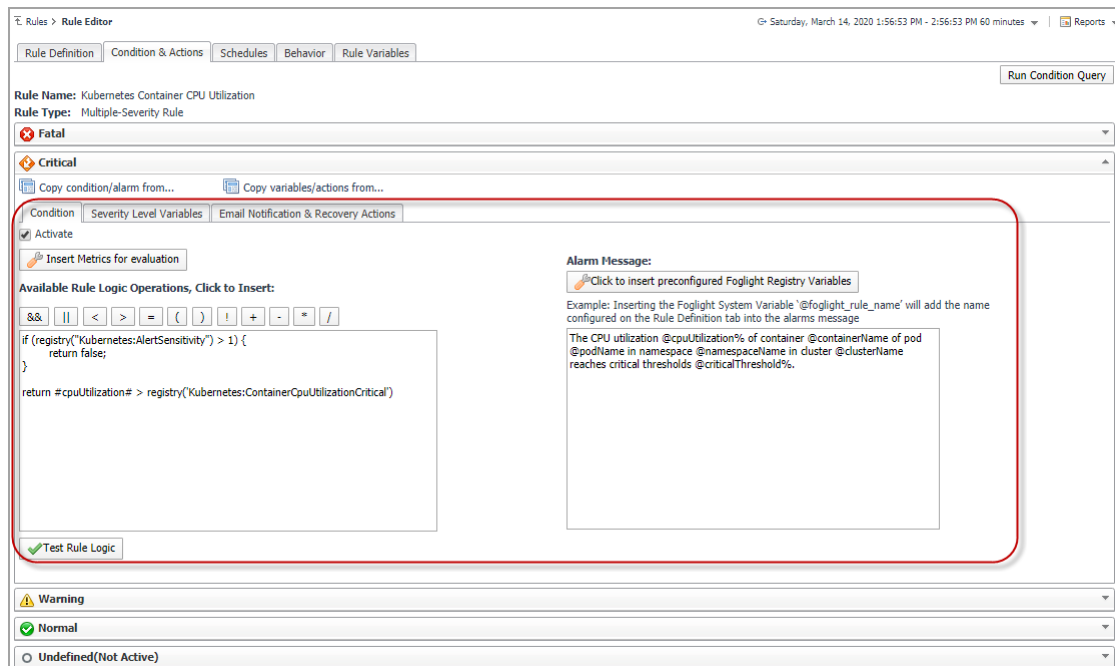 Rules > Rule Editor
Saturday, March 14, 2020 1:56:53 PM - 2:56:53 PM 60 minutes
Reports
Rule Definition
Condition & Actions
Schedules
Behavior
Rule Variables
Run Condition Query
Rule Name: Kubernetes Container CPU Utilization
Rule Type: Multiple-Severity Rule
Fatal
Critical
Copy condition/alarm from...
Copy variables/actions from...
Condition
Severity Level Variables
Email Notification & Recovery Actions
Activate
Insert Metrics for evaluation
Available Rule Logic Operations, Click to Insert:
&& || < > = ( ) ! + - * /
if (registry("Kubernetes:AlertSensitivity") > 1) {
return false;
}
return #cpuUtilization# > registry('Kubernetes:ContainerCpuUtilizationCritical')
Test Rule Logic
Alarm Message:
Click to insert preconfigured Foglight Registry Variables
Example: Inserting the Foglight System Variable '@foglight_rule_name' will add the name
configured on the Rule Definition tab into the alarms message
The CPU utilization @cpuUtilization% of container @containerName of pod
@podName in namespace @namespaceName in cluster @clusterName
reaches critical thresholds @criticalThreshold%.
Warning
Normal
Undefined(Not Active)